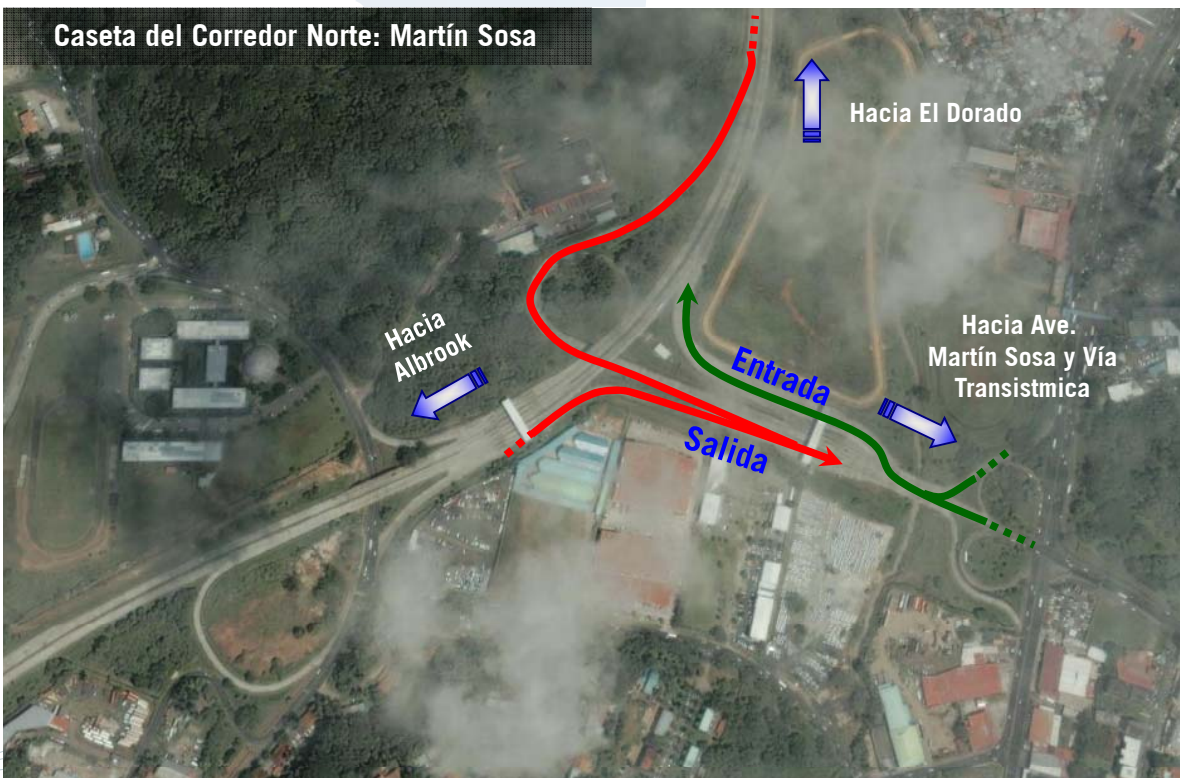 Caseta del Corredor Norte: Martín Sosa
Hacia El Dorado
Hacia
Albrook
Hacia Ave.
Martín Sosa y Vía
Transistmica
Entrada
Salida